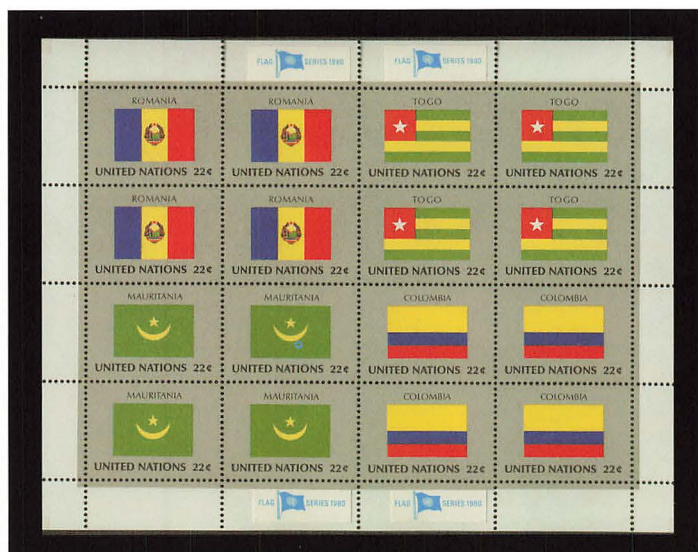 FLAG SERIES 1980 FLAG SERIES 1980
ROMANIA ROMANIA TOGO TOGO
UNITED NATIONS 22¢ UNITED NATIONS 22¢ UNITED NATIONS 22¢ UNITED NATIONS 22¢
ROMANIA ROMANIA TOGO TOGO
UNITED NATIONS 22¢ UNITED NATIONS 22¢ UNITED NATIONS 22¢ UNITED NATIONS 22¢
MAURITANIA MAURITANIA COLOMBIA COLOMBIA
UNITED NATIONS 22¢ UNITED NATIONS 22¢ UNITED NATIONS 22¢ UNITED NATIONS 22¢
MAURITANIA MAURITANIA COLOMBIA COLOMBIA
UNITED NATIONS 22¢ UNITED NATIONS 22¢ UNITED NATIONS 22¢ UNITED NATIONS 22¢
FLAG SERIES 1980 FLAG SERIES 1980